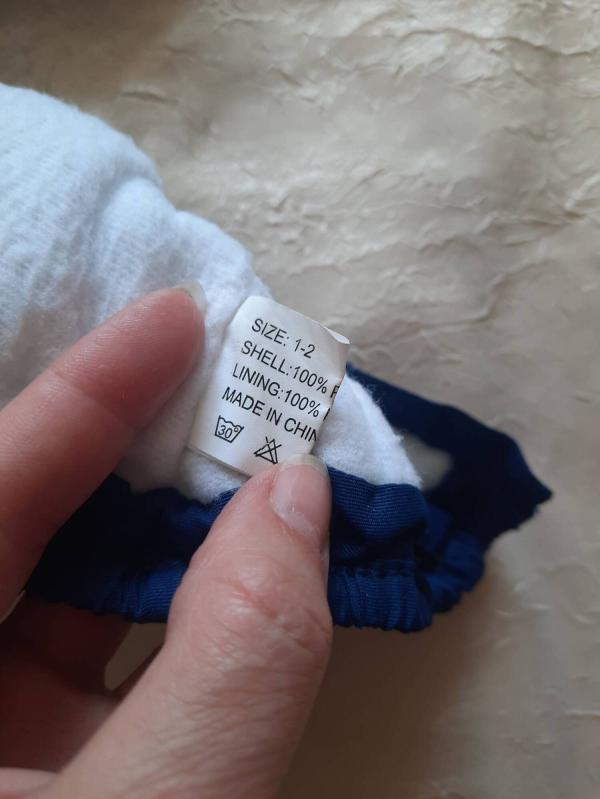 SIZE: 1-2
SHELL:100%
LINING:100%
MADE IN CHIN
30°